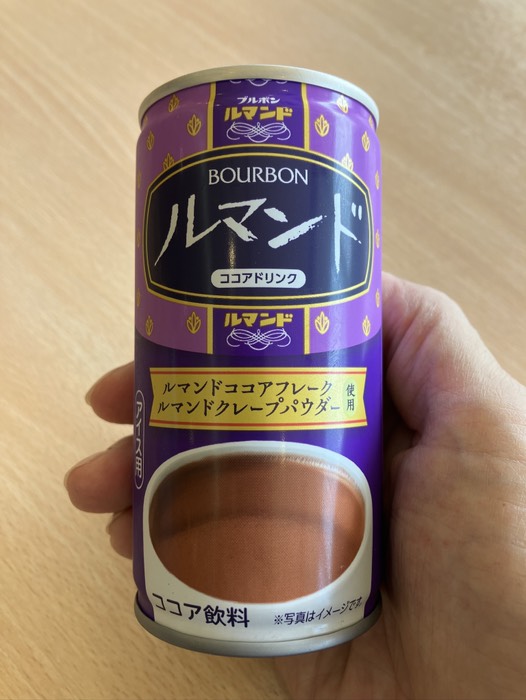 ブルボン
ルマンド
BOURBON
ルマンド
ココアドリンク
ルマンド
ルマンドココアフレーク
ルマンドクレープパウダー
使用
アイス用
ココア飲料
※写真はイメージです。